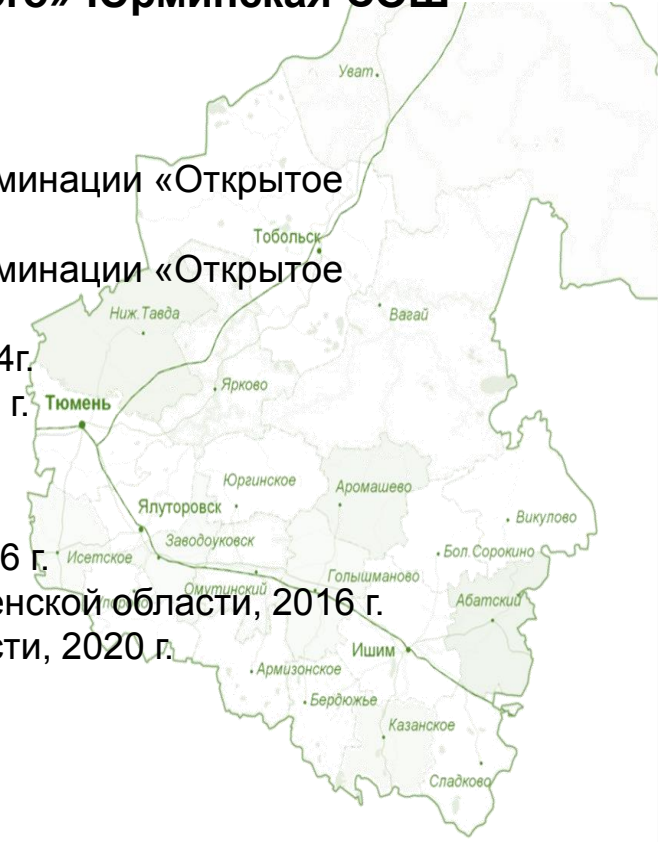 ого» Юрминская СОШ
Уват
минации «Открытое
Тобольск
минации «Открытое
Ниж.Тавда
Вагай
4г.
Ярково
г.
Тюмень
Юргинское
Аромашево
Ялуторовск
Викулово
Заводоуковск
Бол.Сорокино
6 г.
Исетское
Голышманово
Омутинский
Абатский
енской области, 2016 г.
сти, 2020 г.
Ишим
Армизонское
Бердюжье
Казанское
Сладково